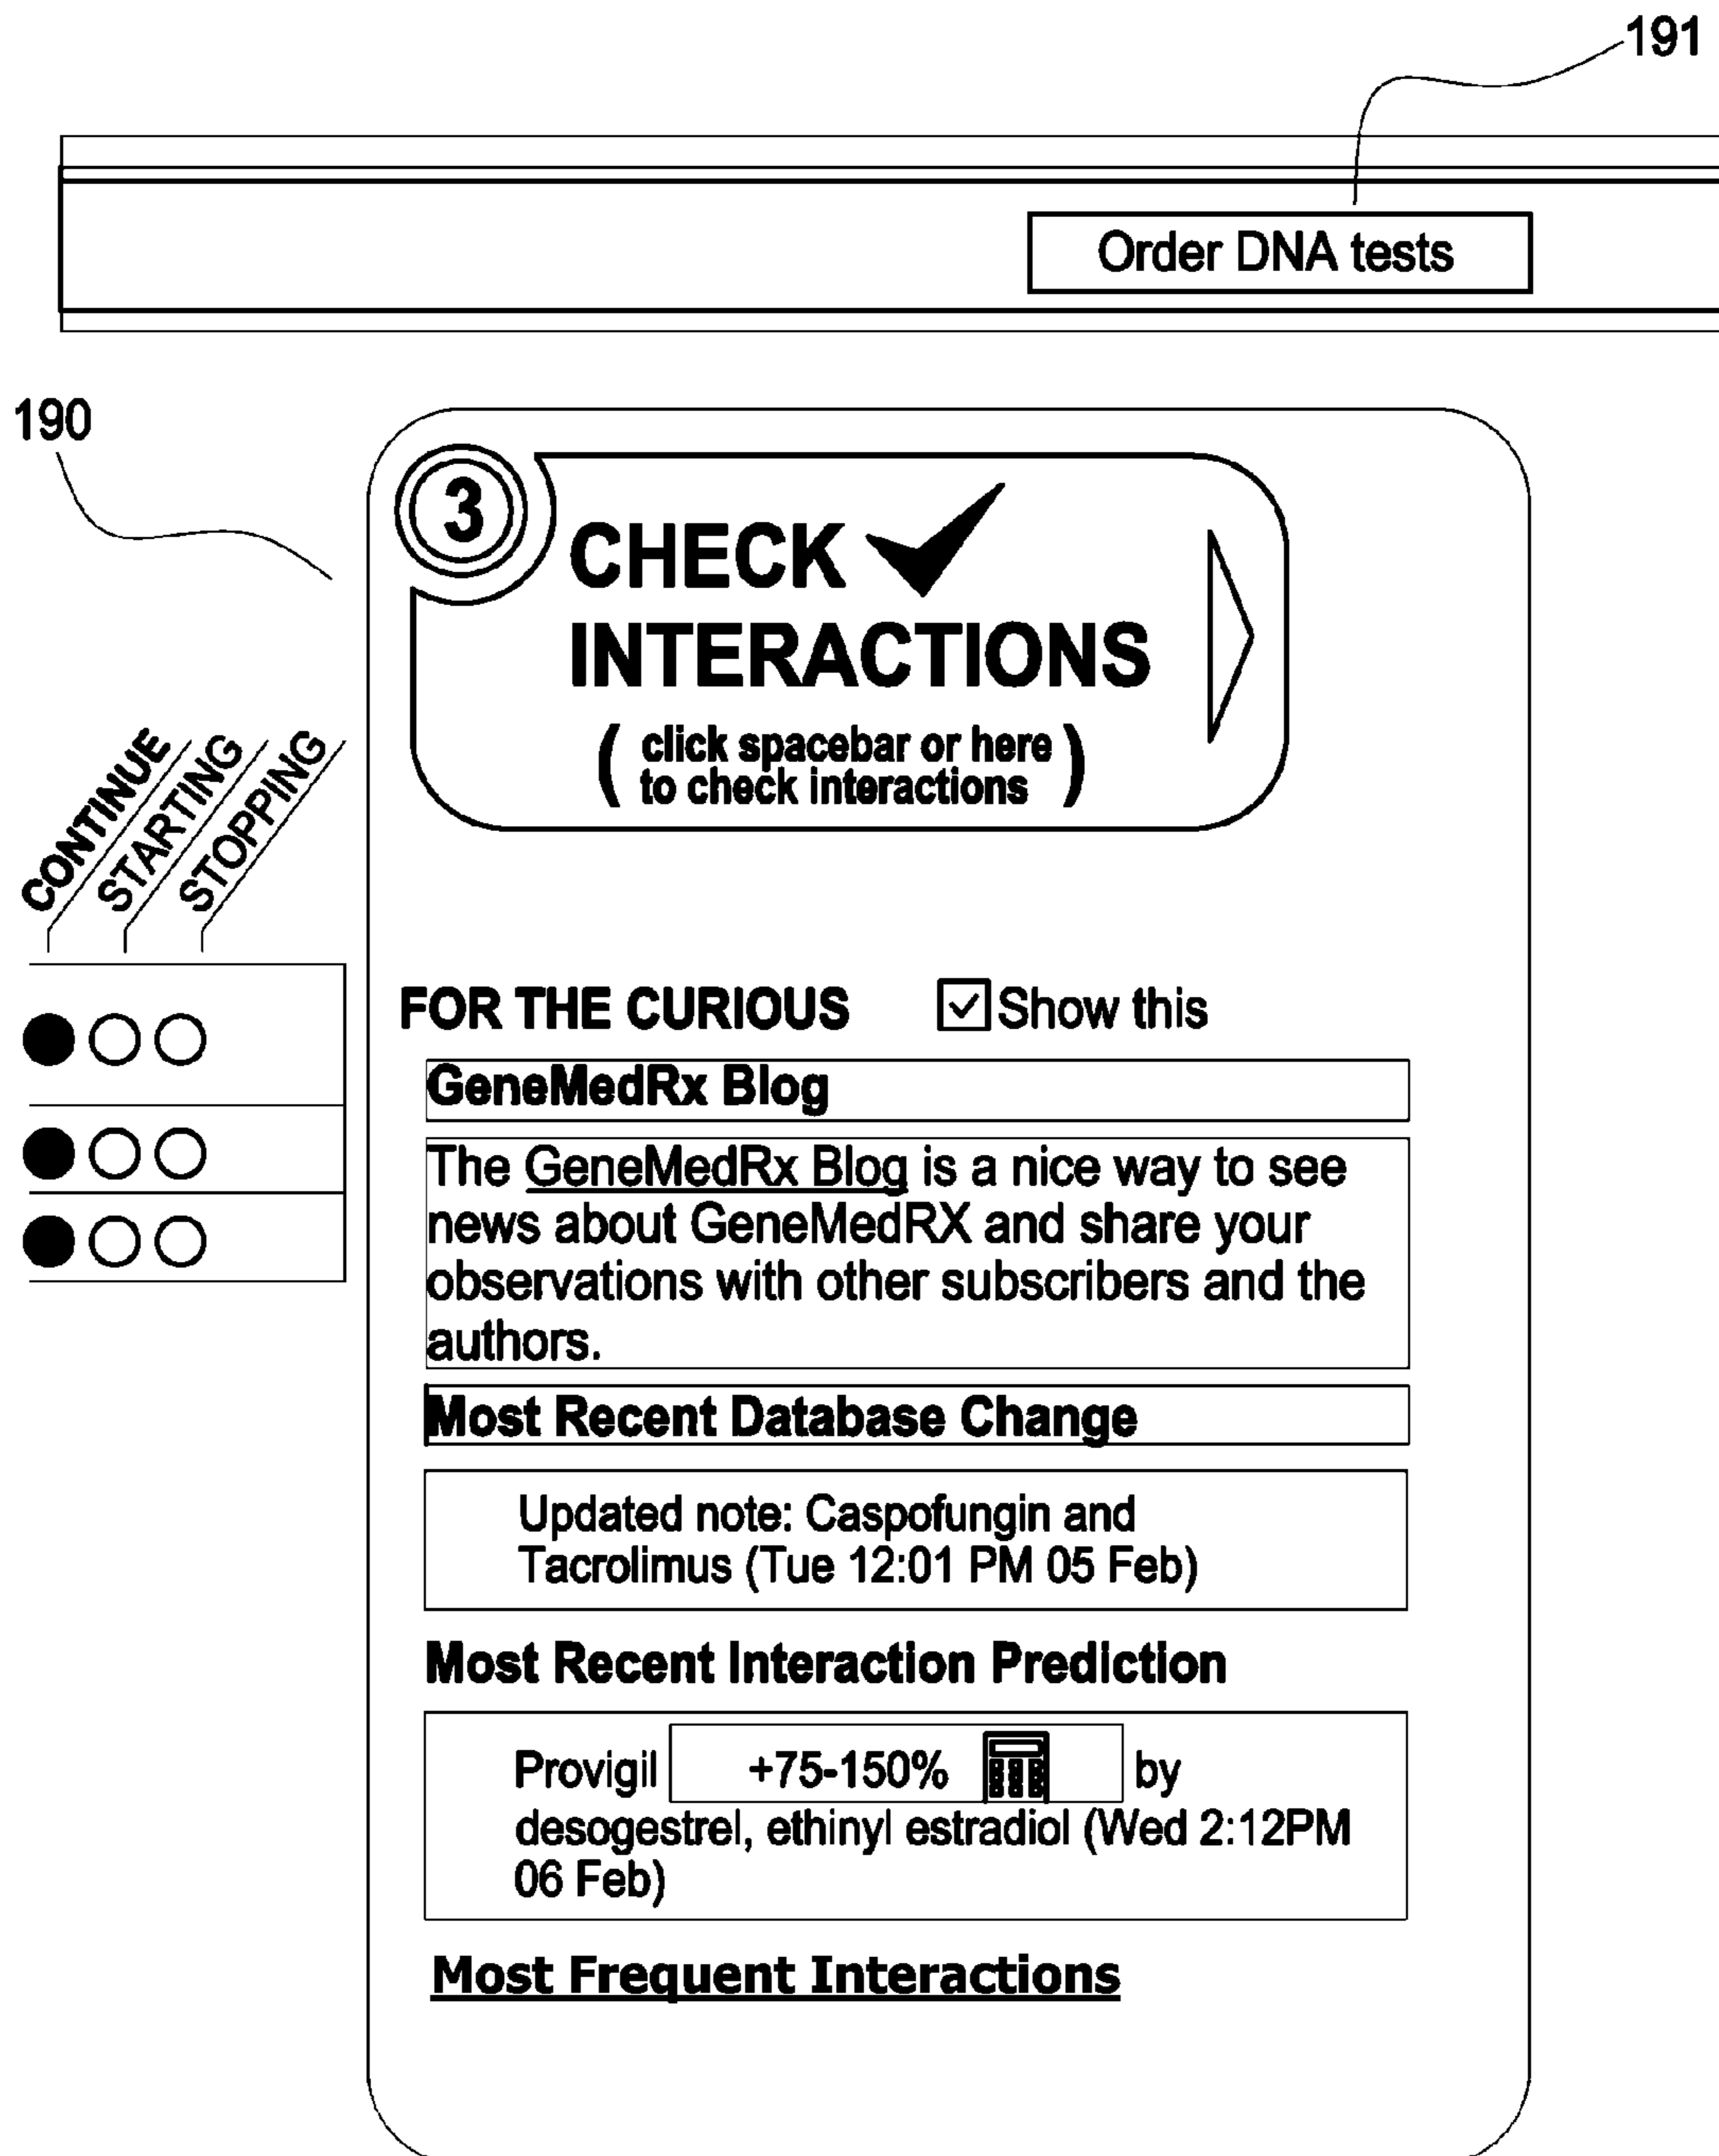 191
Order DNA tests
190
3
CHECK
INTERACTIONS
( click spacebar or here )
to check interactions
CONTINUE
STARTING
STOPPING
FOR THE CURIOUS Show this
GeneMedRx Blog
The GeneMedRx Blog is a nice way to see
news about GeneMedRX and share your
observations with other subscribers and the
authors.
Most Recent Database Change
Updated note: Caspofungin and
Tacrolimus (Tue 12:01 PM 05 Feb)
Most Recent Interaction Prediction
Provigil +75-150% by
desogestrel, ethinyl estradiol (Wed 2:12PM
06 Feb)
Most Frequent Interactions